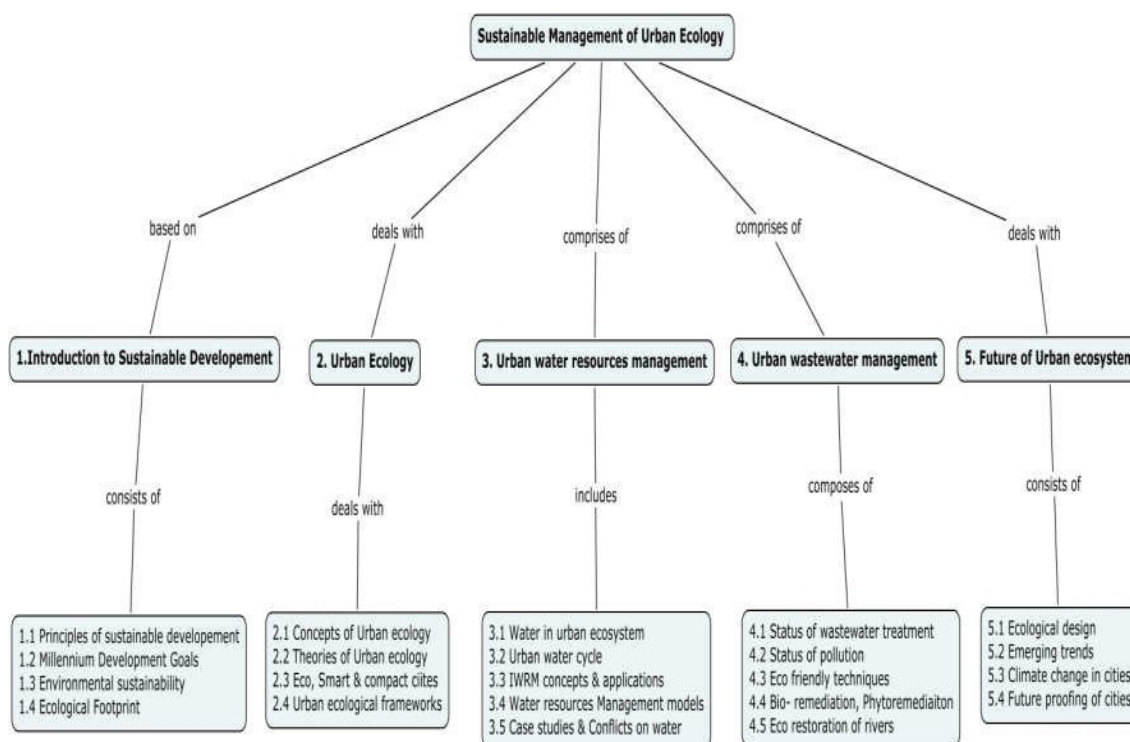 Sustainable Management of Urban Ecology
based on
deals with
comprises of
comprises of
deals with
1.Introduction to Sustainable Developement
2. Urban Ecology
3. Urban water resources management
4. Urban wastewater management
5. Future of Urban ecosystem
consists of
deals with
includes
composes of
consists of
1.1 Principles of sustainable developement
1.2 Millennium Development Goals
1.3 Environmental sustainability
1.4 Ecological Footprint
2.1 Concepts of Urban ecology
2.2 Theories of Urban ecology
2.3 Eco, Smart & compact ciites
2.4 Urban ecological frameworks
3.1 Water in urban ecosystem
3.2 Urban water cycle
3.3 IWRM concepts & applications
3.4 Water resources Management models
3.5 Case studies & Conflicts on water
4.1 Status of wastewater treatment
4.2 Status of pollution
4.3 Eco friendly techniques
4.4 Bio- remediation, Phytoremediaiton
4.5 Eco restoration of rivers
5.1 Ecological design
5.2 Emerging trends
5.3 Climate change in cities
5.4 Future proofing of cities